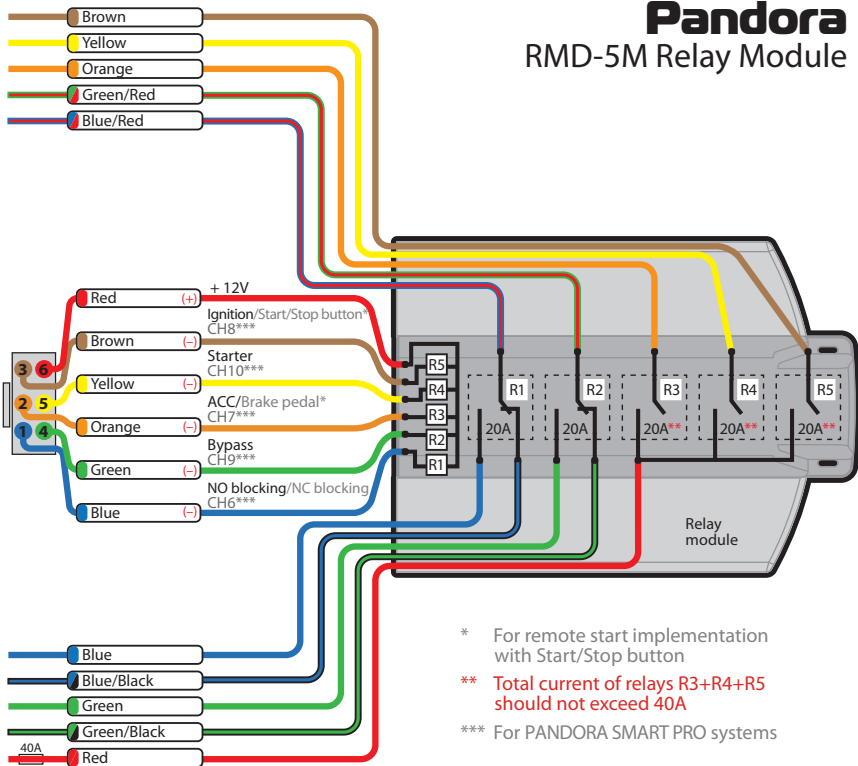 Pandora
RMD-5M Relay Module
Brown
Yellow
Orange
Green/Red
Blue/Red
+ 12V
Red (+)
Ignition/Start/Stop button*
CH8***
Brown (–)
Starter
CH10***
Yellow (–)
ACC/Brake pedal*
CH7***
Orange (–)
Bypass
CH9***
Green (–)
NO blocking/NC blocking
CH6***
Blue (–)
3 6
2 5
1 4
R5
R4
R3
R2
R1
R1 R2 R3 R4 R5
20A 20A 20A** 20A** 20A**
Relay
module
Blue
Blue/Black
Green
Green/Black
40A
Red
* For remote start implementation
with Start/Stop button
** Total current of relays R3+R4+R5
should not exceed 40A
*** For PANDORA SMART PRO systems